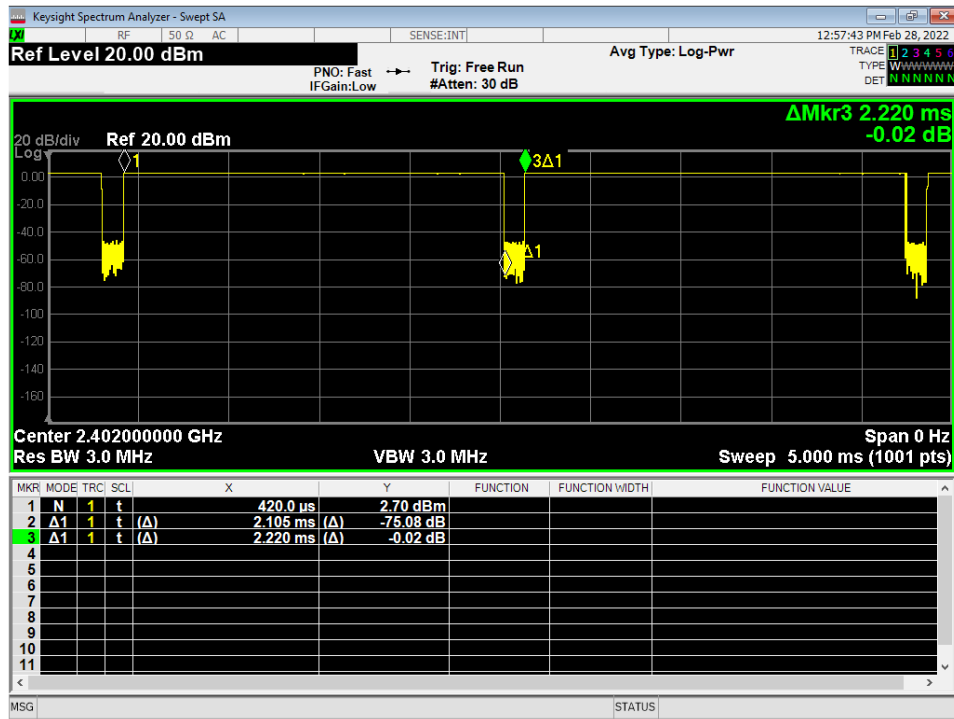 Keysight Spectrum Analyzer - Swept SA
LXI RF 50 Ω AC SENSE:INT 12:57:43 PM Feb 28, 2022
Ref Level 20.00 dBm Avg Type: Log-Pwr TRACE 1 2 3 4 5 6
PNO: Fast Trig: Free Run TYPE WWWWWW
IFGain:Low #Atten: 30 dB DET N N N N N N
ΔMkr3 2.220 ms
20 dB/div Ref 20.00 dBm -0.02 dB
Log
1 3Δ1
0.00
-20.0
-40.0
Δ1
-60.0
-80.0
-100
-120
-140
-160
Center 2.402000000 GHz Span 0 Hz
Res BW 3.0 MHz VBW 3.0 MHz Sweep 5.000 ms (1001 pts)
MKR MODE TRC SCL X Y FUNCTION FUNCTION WIDTH FUNCTION VALUE
1 N 1 t 420.0 µs 2.70 dBm
2 Δ1 1 t (Δ) 2.105 ms (Δ) -75.08 dB
3 Δ1 1 t (Δ) 2.220 ms (Δ) -0.02 dB
4
5
6
7
8
9
10
11
MSG STATUS